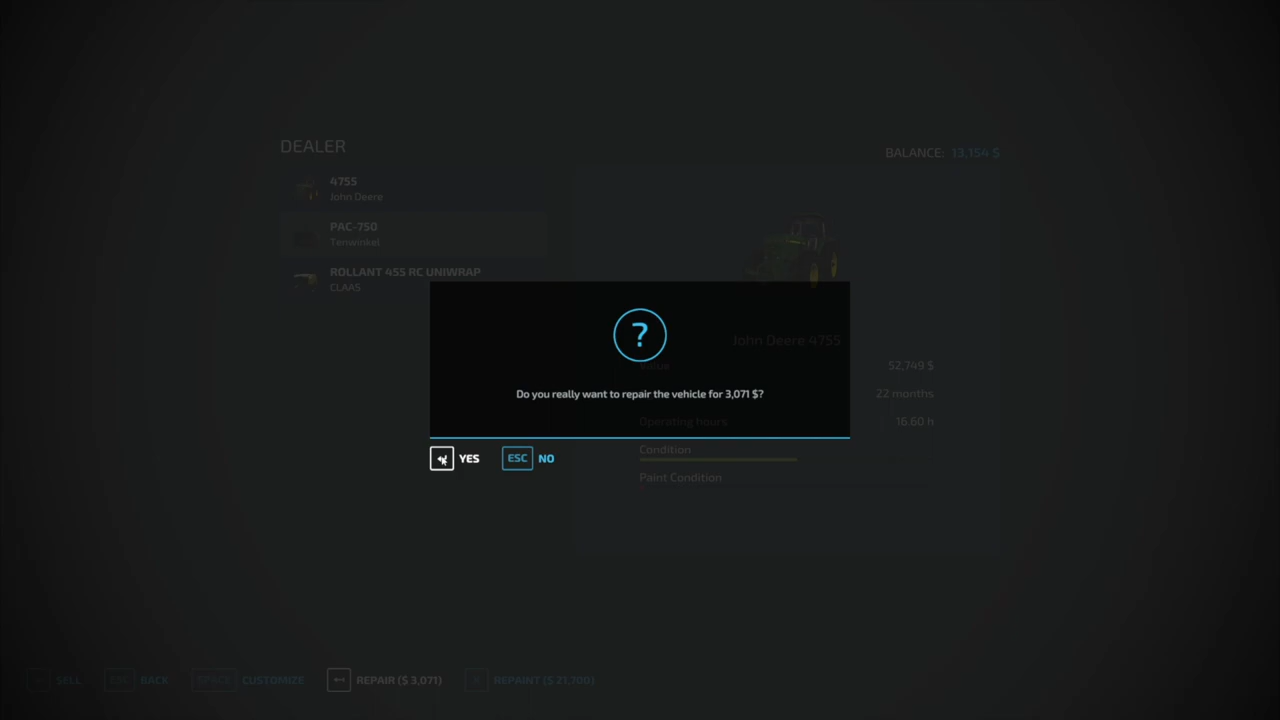 DEALER
BALANCE: 13,154 $
4755
John Deere
PAC-750
Tenwinkel
ROLLANT 455 RC UNIWRAP
CLAAS
?
Do you really want to repair the vehicle for 3,071 $?
John Deere 4755
Value 52,749 $
22 months
Operating hours 16.60 h
Condition
Paint Condition
YES
ESC NO
SELL
BACK
SPACE CUSTOMIZE
REPAIR ($ 3,071)
X REPAINT ($ 21,700)